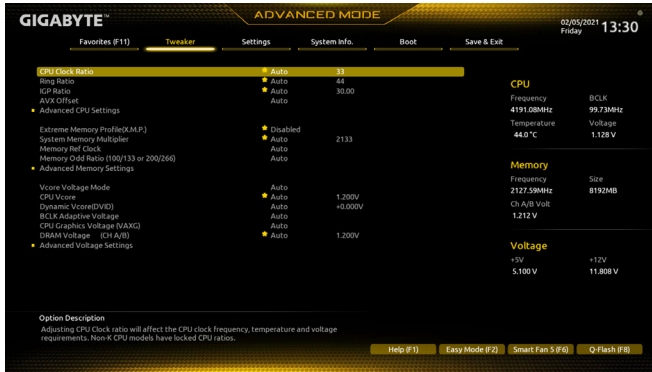 GIGABYTE™
ADVANCED MODE
02/05/2021 Friday 13:30
Favorites (F11) Tweaker Settings System Info. Boot Save & Exit
CPU Clock Ratio Auto 33
Ring Ratio Auto 44
IGP Ratio Auto 30.00
AVX Offset Auto
Advanced CPU Settings
Extreme Memory Profile(X.M.P.) Disabled
System Memory Multiplier Auto 2133
Memory Ref Clock Auto
Memory Odd Ratio (100/133 or 200/266) Auto
Advanced Memory Settings
Vcore Voltage Mode Auto
CPU Vcore Auto 1.200V
Dynamic Vcore(DVID) Auto +0.000V
BCLK Adaptive Voltage Auto
CPU Graphics Voltage (VAXG) Auto
DRAM Voltage (CH A/B) Auto 1.200V
Advanced Voltage Settings
CPU
Frequency BCLK
4191.08MHz 99.73MHz
Temperature Voltage
44.0 °C 1.128 V
Memory
Frequency Size
2127.59MHz 8192MB
Ch A/B Volt
1.212 V
Voltage
+5V +12V
5.100 V 11.808 V
Option Description
Adjusting CPU Clock ratio will affect the CPU clock frequency, temperature and voltage
requirements. Non-K CPU models have locked CPU ratios.
Help (F1) Easy Mode (F2) Smart Fan 5 (F6) Q-Flash (F8)